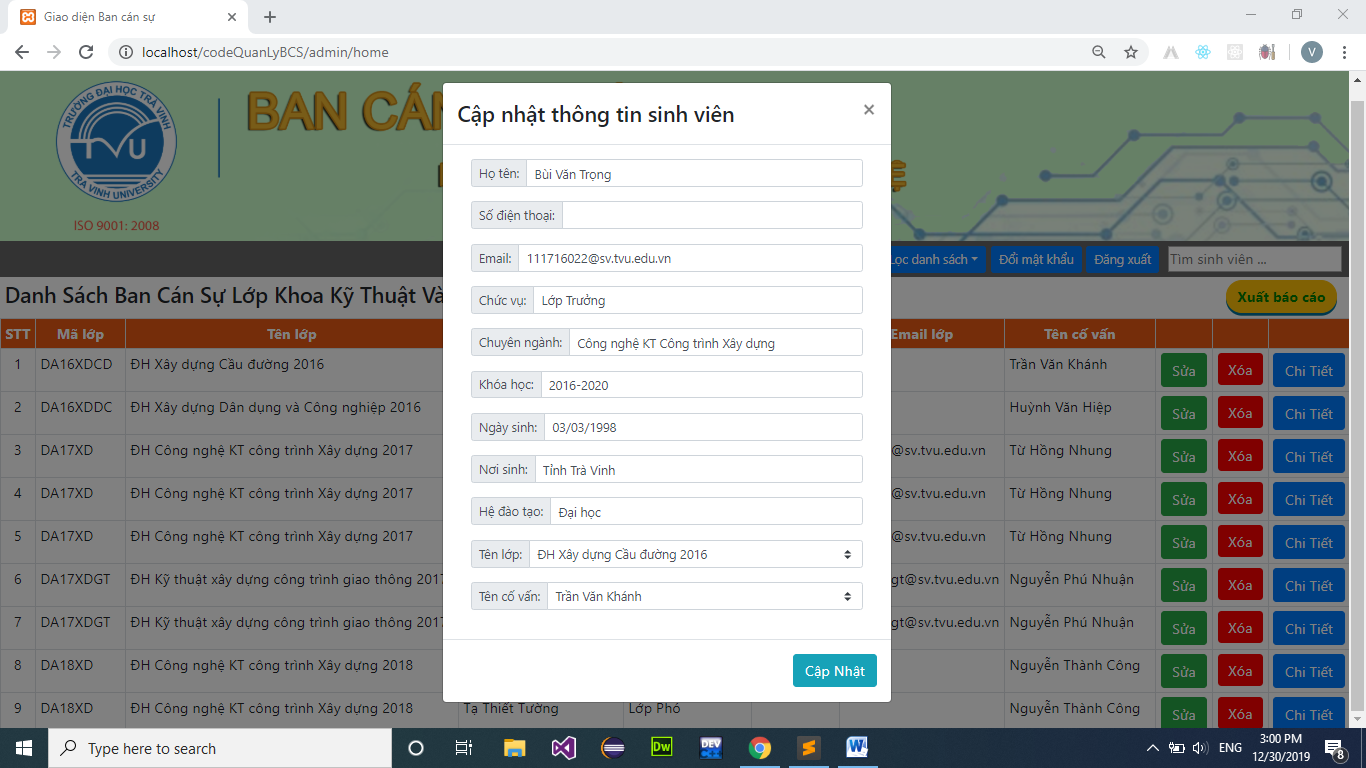 Giao diện Ban cán sự
localhost/codeQuanLyBCS/admin/home
V
TRƯỜNG ĐẠI HỌC TRÀ VINH
TVU
TRA VINH UNIVERSITY
ISO 9001: 2008
BAN CÁN
Lọc danh sách Đổi mật khẩu Đăng xuất Tìm sinh viên ...
Danh Sách Ban Cán Sự Lớp Khoa Kỹ Thuật Và
Xuất báo cáo
STT Mã lớp Tên lớp Email lớp Tên cố vấn
1 DA16XDCD ĐH Xây dựng Cầu đường 2016 Trần Văn Khánh Sửa Xóa Chi Tiết
2 DA16XDDC ĐH Xây dựng Dân dụng và Công nghiệp 2016 Huỳnh Văn Hiệp Sửa Xóa Chi Tiết
3 DA17XD ĐH Công nghệ KT công trình Xây dựng 2017 @sv.tvu.edu.vn Từ Hồng Nhung Sửa Xóa Chi Tiết
4 DA17XD ĐH Công nghệ KT công trình Xây dựng 2017 @sv.tvu.edu.vn Từ Hồng Nhung Sửa Xóa Chi Tiết
5 DA17XD ĐH Công nghệ KT công trình Xây dựng 2017 @sv.tvu.edu.vn Từ Hồng Nhung Sửa Xóa Chi Tiết
6 DA17XDGT ĐH Kỹ thuật xây dựng công trình giao thông 2017 gt@sv.tvu.edu.vn Nguyễn Phú Nhuận Sửa Xóa Chi Tiết
7 DA17XDGT ĐH Kỹ thuật xây dựng công trình giao thông 2017 gt@sv.tvu.edu.vn Nguyễn Phú Nhuận Sửa Xóa Chi Tiết
8 DA18XD ĐH Công nghệ KT công trình Xây dựng 2018 Nguyễn Thành Công Sửa Xóa Chi Tiết
9 DA18XD ĐH Công nghệ KT công trình Xây dựng 2018 Tạ Thiết Tường Lớp Phó Nguyễn Thành Công Sửa Xóa Chi Tiết
Cập nhật thông tin sinh viên ×
Họ tên: Bùi Văn Trọng
Số điện thoại:
Email: 111716022@sv.tvu.edu.vn
Chức vụ: Lớp Trưởng
Chuyên ngành: Công nghệ KT Công trình Xây dựng
Khóa học: 2016-2020
Ngày sinh: 03/03/1998
Nơi sinh: Tỉnh Trà Vinh
Hệ đào tạo: Đại học
Tên lớp: ĐH Xây dựng Cầu đường 2016
Tên cố vấn: Trần Văn Khánh
Cập Nhật
Type here to search
Dw
DEV
C++
ENG
3:00 PM
12/30/2019
8